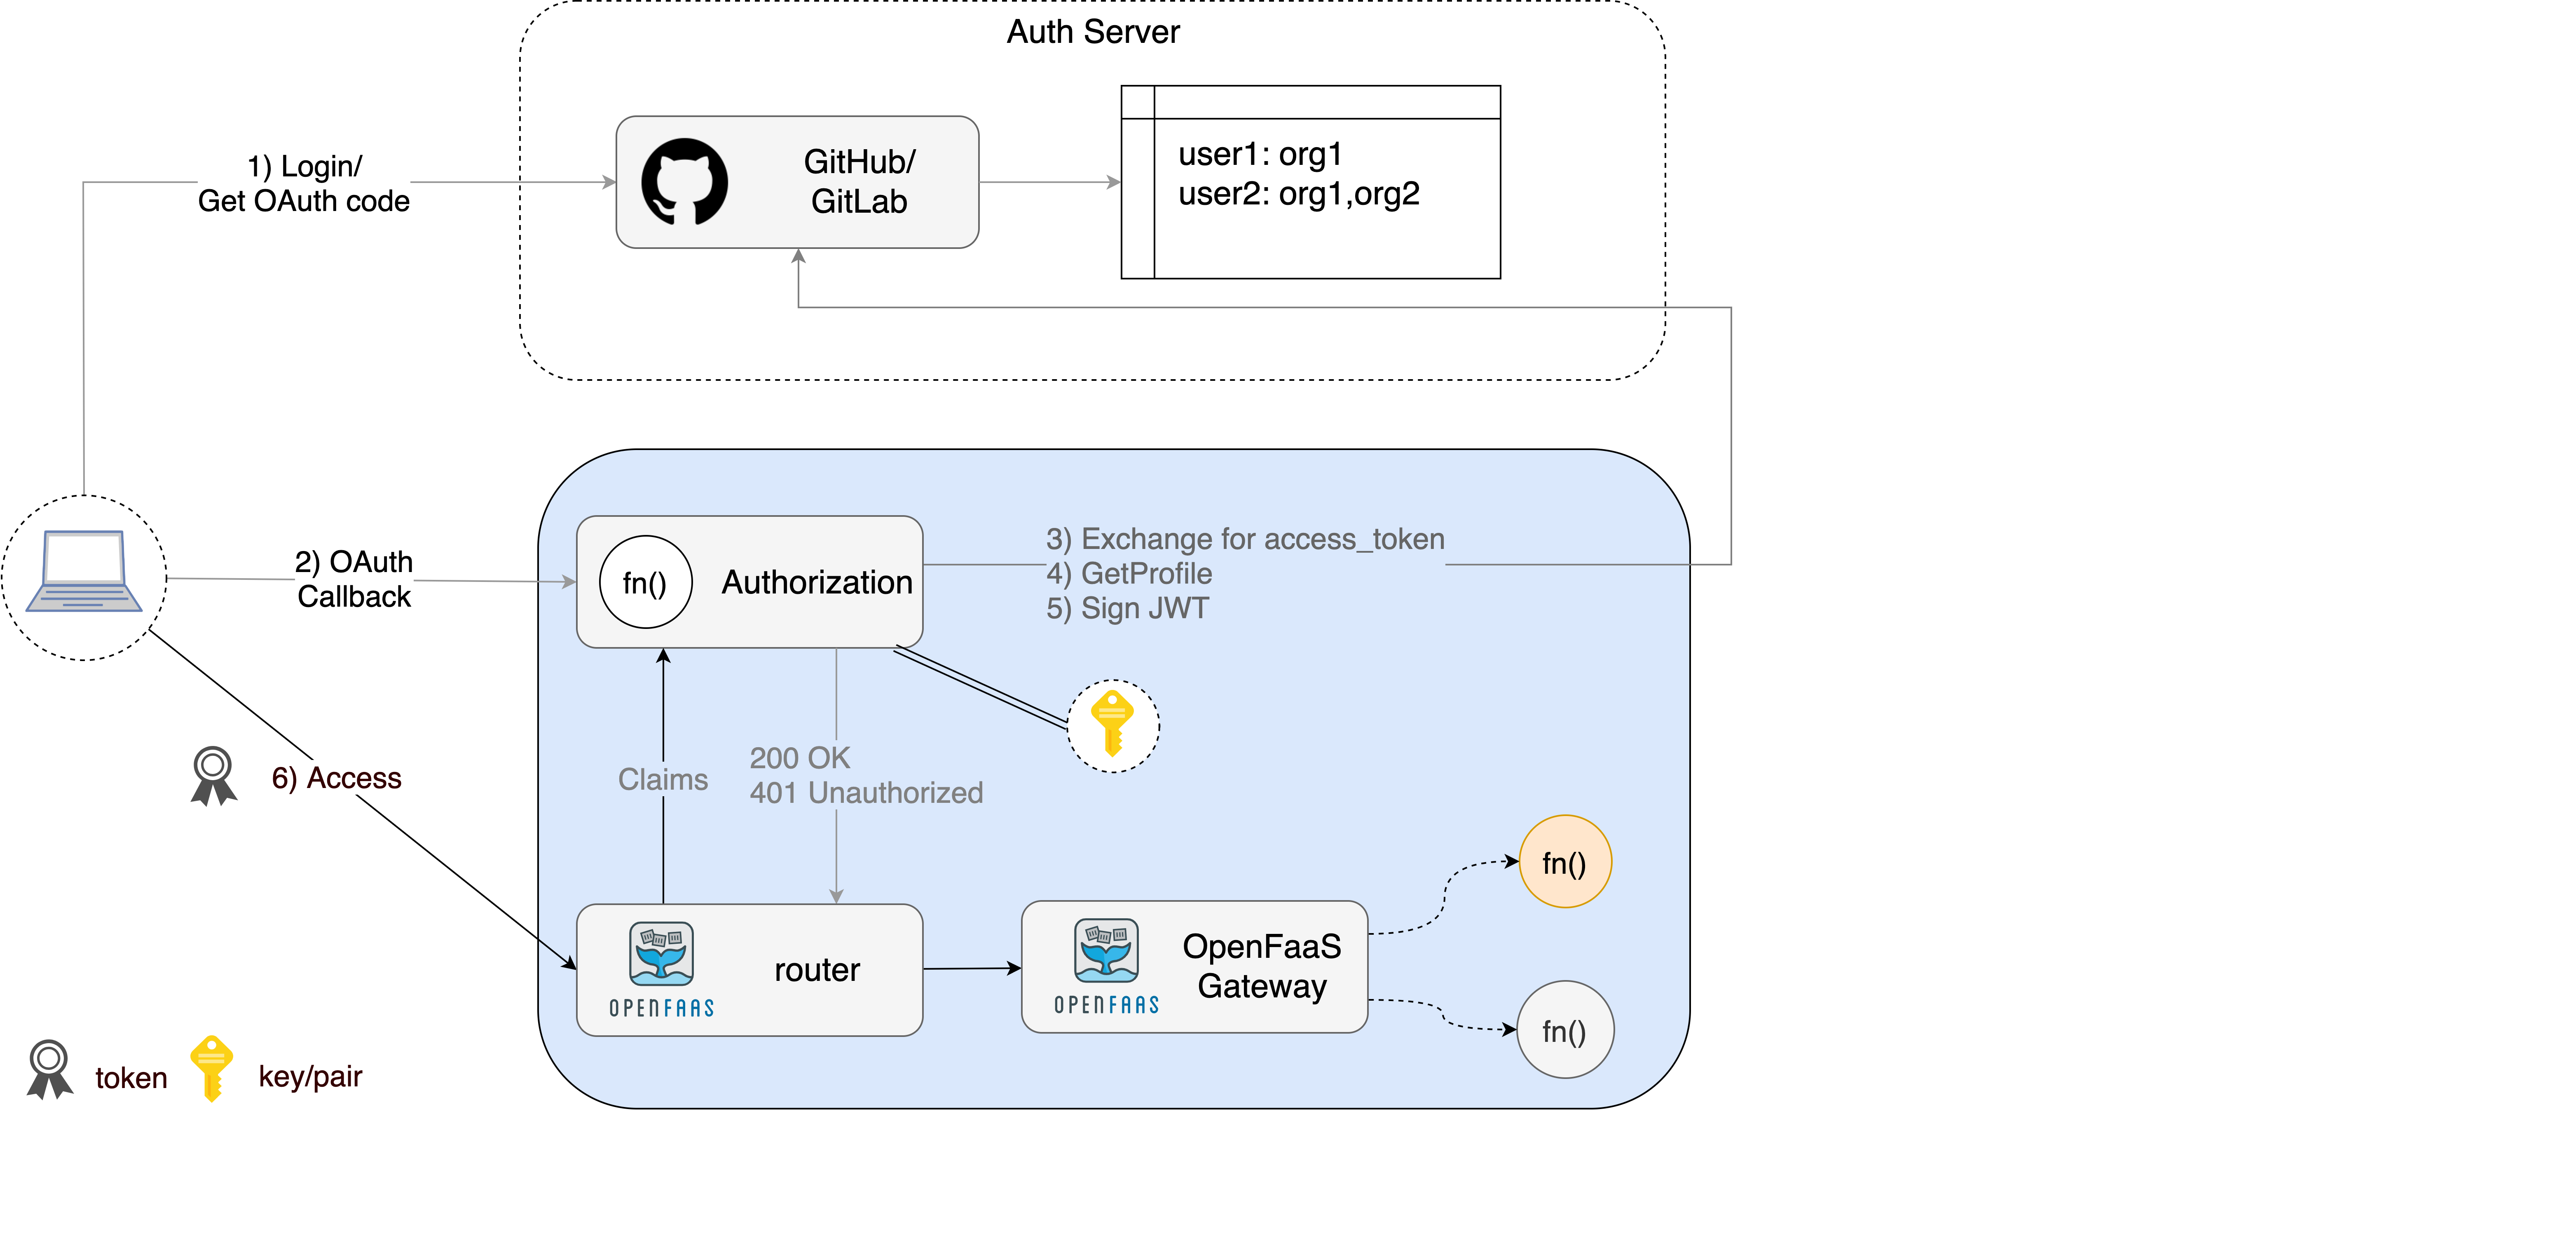 Auth Server
1) Login/
Get OAuth code
GitHub/
GitLab
user1: org1
user2: org1,org2
2) OAuth
Callback
fn()
Authorization
3) Exchange for access_token
4) GetProfile
5) Sign JWT
6) Access
Claims
200 OK
401 Unauthorized
OPENFAAS
router
OPENFAAS
OpenFaaS
Gateway
fn()
fn()
token
key/pair